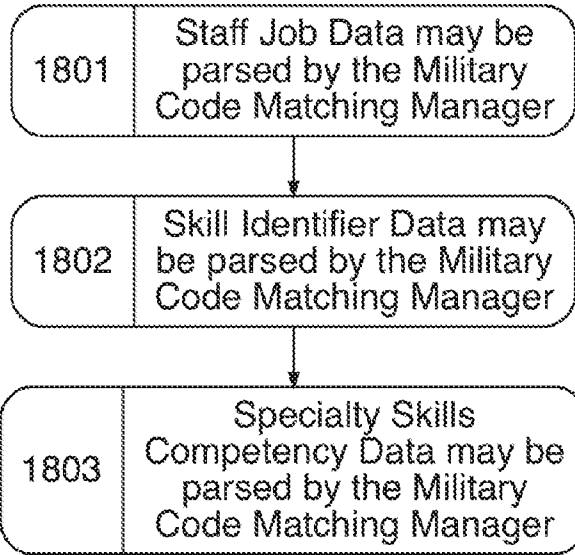 1801
Staff Job Data may be
parsed by the Military
Code Matching Manager
1802
Skill Identifier Data may
be parsed by the Military
Code Matching Manager
1803
Specialty Skills
Competency Data may be
parsed by the Military
Code Matching Manager